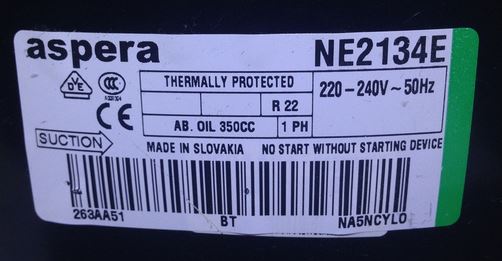 aspera NE2134E
THERMALLY PROTECTED
220-240V~50Hz
R 22
AB. OIL 350CC 1 PH
SUCTION
MADE IN SLOVAKIA NO START WITHOUT STARTING DEVICE
263AA51 BT NA5NCYLO